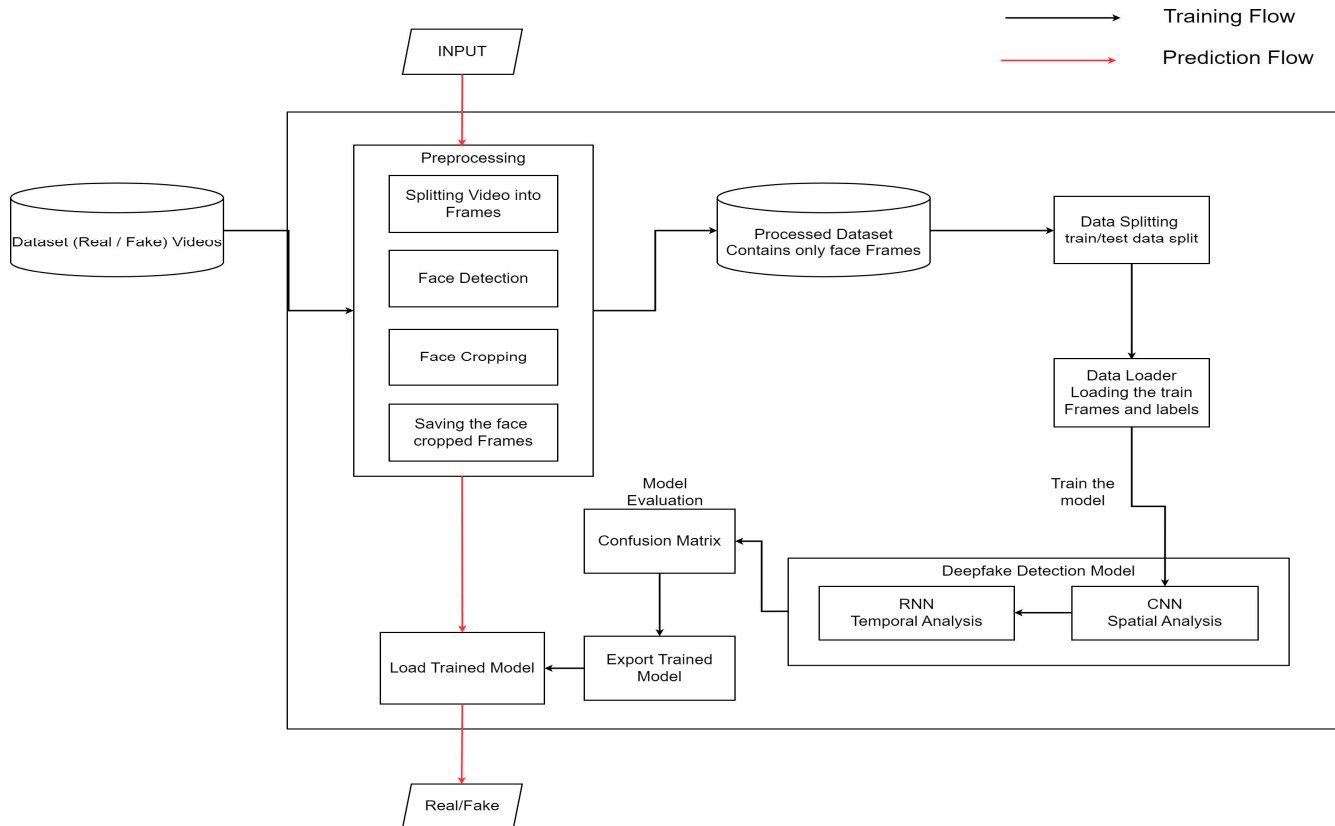 Training Flow
Prediction Flow
INPUT
Preprocessing
Splitting Video into
Frames
Face Detection
Face Cropping
Saving the face
cropped Frames
Dataset (Real / Fake) Videos
Processed Dataset
Contains only face Frames
Data Splitting
train/test data split
Data Loader
Loading the train
Frames and labels
Train the
model
Deepfake Detection Model
CNN
Spatial Analysis
RNN
Temporal Analysis
Model
Evaluation
Confusion Matrix
Export Trained
Model
Load Trained Model
Real/Fake